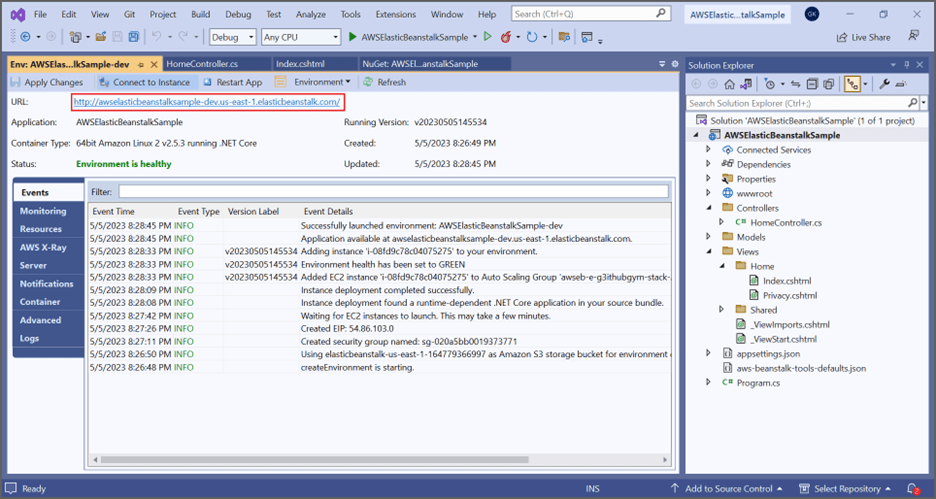 File Edit View Git Project Build Debug Test Analyze Tools Extensions Window Help Search (Ctrl+Q) AWSElastic...talkSample GK
Debug Any CPU AWSElasticBeanstalkSample Live Share
Env: AWSElas...lkSample-dev HomeController.cs Index.cshtml NuGet: AWSEl...anstalkSample
Apply Changes Connect to Instance Restart App Environment Refresh
URL: http://awselasticbeanstalksample-dev.us-east-1.elasticbeanstalk.com/
Application: AWSElasticBeanstalkSample Running Version: v20230505145534
Container Type: 64bit Amazon Linux 2 v2.5.3 running .NET Core Created: 5/5/2023 8:26:49 PM
Status: Environment is healthy Updated: 5/5/2023 8:28:45 PM
Events
Monitoring
Resources
AWS X-Ray
Server
Notifications
Container
Advanced
Logs
Filter:
Event Time Event Type Version Label Event Details
5/5/2023 8:28:45 PM INFO Successfully launched environment: AWSElasticBeanstalkSample-dev
5/5/2023 8:28:45 PM INFO Application available at awselasticbeanstalksample-dev.us-east-1.elasticbeanstalk.com.
5/5/2023 8:28:33 PM INFO v20230505145534 Adding instance 'i-08fd9c78c04075275' to your environment.
5/5/2023 8:28:33 PM INFO v20230505145534 Environment health has been set to GREEN
5/5/2023 8:28:33 PM INFO v20230505145534 Added EC2 instance 'i-08fd9c78c04075275' to Auto Scaling Group 'awseb-e-g3ithubgym-stack-.
5/5/2023 8:28:09 PM INFO Instance deployment completed successfully.
5/5/2023 8:28:08 PM INFO Instance deployment found a runtime-dependent .NET Core application in your source bundle.
5/5/2023 8:27:42 PM INFO Waiting for EC2 instances to launch. This may take a few minutes.
5/5/2023 8:27:26 PM INFO Created EIP: 54.86.103.0
5/5/2023 8:27:11 PM INFO Created security group named: sg-020a5bb0019373771
5/5/2023 8:26:50 PM INFO Using elasticbeanstalk-us-east-1-164779366997 as Amazon S3 storage bucket for environment
5/5/2023 8:26:48 PM INFO createEnvironment is starting.
Solution Explorer
Search Solution Explorer (Ctrl+;)
Solution 'AWSElasticBeanstalkSample' (1 of 1 project)
AWSElasticBeanstalkSample
Connected Services
Dependencies
Properties
wwwroot
Controllers
C# HomeController.cs
Models
Views
Home
Index.cshtml
Privacy.cshtml
Shared
_ViewImports.cshtml
_ViewStart.cshtml
appsettings.json
aws-beanstalk-tools-defaults.json
C# Program.cs
Ready INS Add to Source Control Select Repository 2